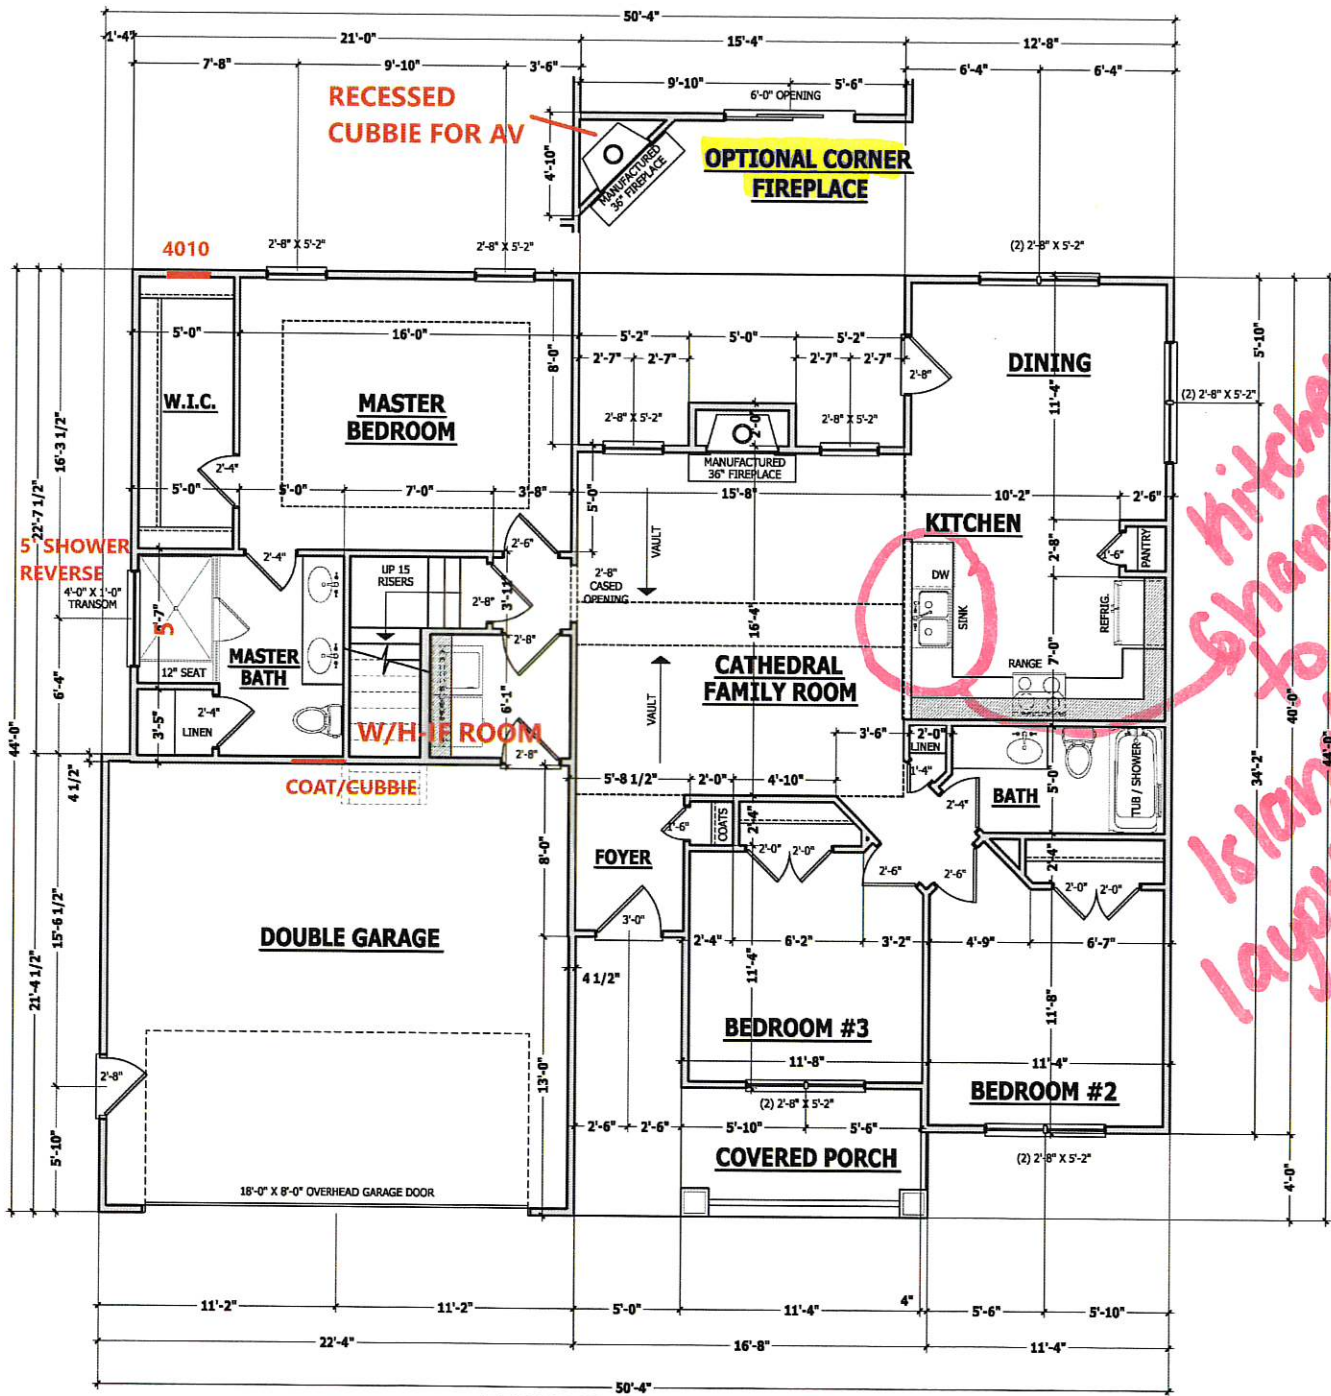 50'-4"
1'-4"
21'-0"
15'-4"
12'-8"
7'-8"
9'-10"
3'-6"
9'-10"
5'-6"
6'-4"
6'-4"
RECESSED
CUBBIE FOR AV
6'-0" OPENING
4'-10"
MANUFACTURED
36" FIREPLACE
OPTIONAL CORNER
FIREPLACE
4010
2'-8" X 5'-2"
2'-8" X 5'-2"
(2) 2'-8" X 5'-2"
5'-0"
16'-0"
8'-0"
5'-2"
5'-0"
5'-2"
2'-7"
2'-7"
2'-7"
2'-7"
2'-8"
DINING
11'-4"
5'-10"
(2) 2'-8" X 5'-2"
W.I.C.
MASTER
BEDROOM
2'-8" X 5'-2"
2'-0"
2'-8" X 5'-2"
MANUFACTURED
36" FIREPLACE
16'-3 1/2"
22'-7 1/2"
2'-4"
5'-0"
5'-0"
7'-0"
3'-8"
5'-0"
15'-8"
10'-2"
2'-6"
KITCHEN
VAULT
2'-6"
2'-8"
1'-6"
PANTRY
5' SHOWER
REVERSE
4'-0" X 1'-0"
TRANSOM
2'-4"
UP 15
RISERS
2'-8"
3'-11"
2'-8"
CASED
OPENING
DW
SINK
REFRIG.
16'-4"
5'-7"
5
2'-8"
7'-0"
RANGE
MASTER
BATH
12" SEAT
6'-4"
6'-1"
CATHEDRAL
FAMILY ROOM
VAULT
Kitchen
to
Island
2'-4"
LINEN
3'-5"
W/H-IF ROOM
2'-8"
3'-6"
2'-0"
LINEN
1'-4"
5'-0"
TUB / SHOWER
BATH
2'-4"
44'-0"
40'-0"
44'-0"
34'-2"
4 1/2"
COAT/CUBBIE
5'-8 1/2"
2'-0"
4'-10"
1'-6"
COATS
2'-4"
2'-0"
2'-0"
2'-6"
2'-6"
2'-4"
2'-0"
2'-0"
8'-0"
FOYER
3'-0"
15'-6 1/2"
21'-4 1/2"
DOUBLE GARAGE
2'-4"
6'-2"
3'-2"
4'-9"
6'-7"
4 1/2"
11'-4"
11'-8"
BEDROOM #3
11'-8"
11'-4"
BEDROOM #2
2'-8"
13'-0"
(2) 2'-8" X 5'-2"
2'-6"
2'-6"
5'-10"
5'-6"
5'-10"
COVERED PORCH
(2) 2'-8" X 5'-2"
4'-0"
18'-0" X 8'-0" OVERHEAD GARAGE DOOR
11'-2"
11'-2"
5'-0"
11'-4"
4"
5'-6"
5'-10"
22'-4"
16'-8"
11'-4"
50'-4"